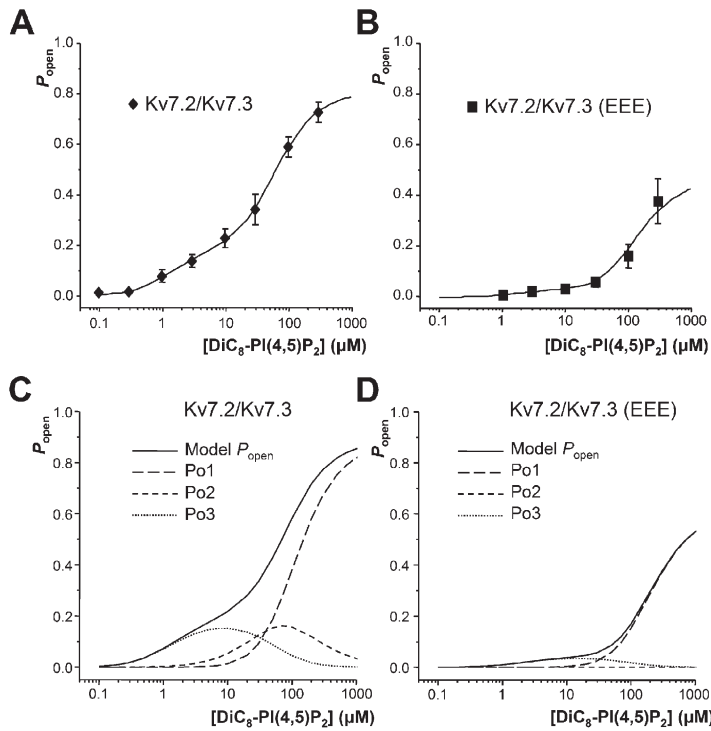 A
B
Popen
1.0
0.8
0.6
0.4
0.2
0.0
Kv7.2/Kv7.3
0.1 1 10 100 1000
[DiC8-PI(4,5)P2] (μM)
Popen
1.0
0.8
0.6
0.4
0.2
0.0
Kv7.2/Kv7.3 (EEE)
0.1 1 10 100 1000
[DiC8-PI(4,5)P2] (μM)
C
D
Kv7.2/Kv7.3
Popen
1.0
0.8
0.6
0.4
0.2
0.0
Model Popen
Po1
Po2
Po3
0.1 1 10 100 1000
[DiC8-PI(4,5)P2] (μM)
Kv7.2/Kv7.3 (EEE)
Popen
1.0
0.8
0.6
0.4
0.2
0.0
Model Popen
Po1
Po2
Po3
0.1 1 10 100 1000
[DiC8-PI(4,5)P2] (μM)